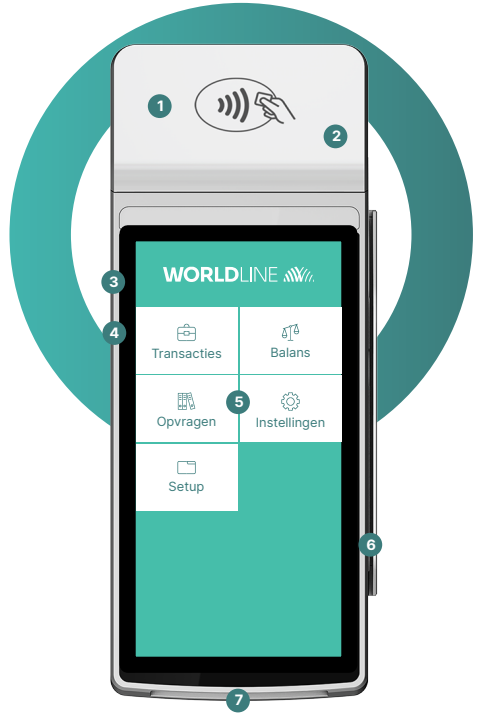 1
2
WORLDLINE
3
4
Transacties
Balans
5
Opvragen
Instellingen
Setup
6
7